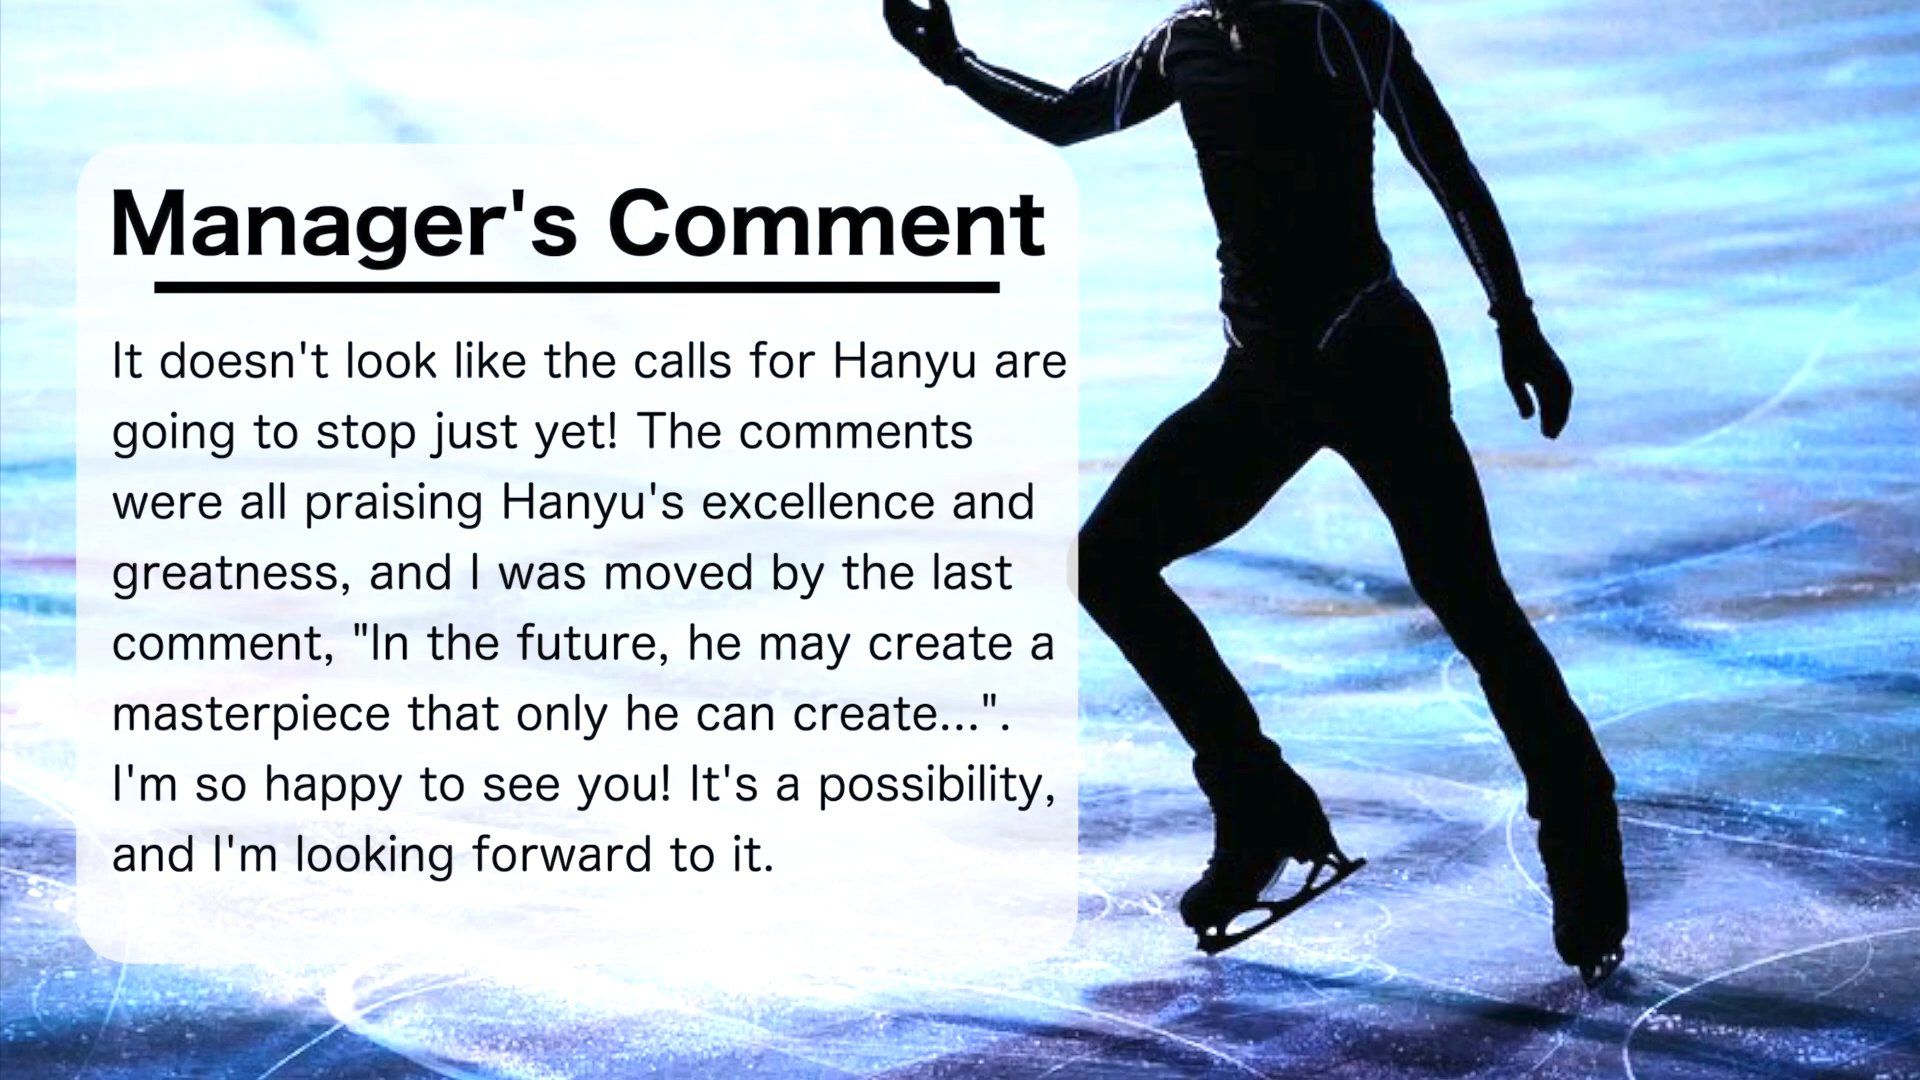 Manager's Comment
It doesn't look like the calls for Hanyu are
going to stop just yet! The comments
were all praising Hanyu's excellence and
greatness, and I was moved by the last
comment, "In the future, he may create a
masterpiece that only he can create...".
I'm so happy to see you! It's a possibility,
and I'm looking forward to it.